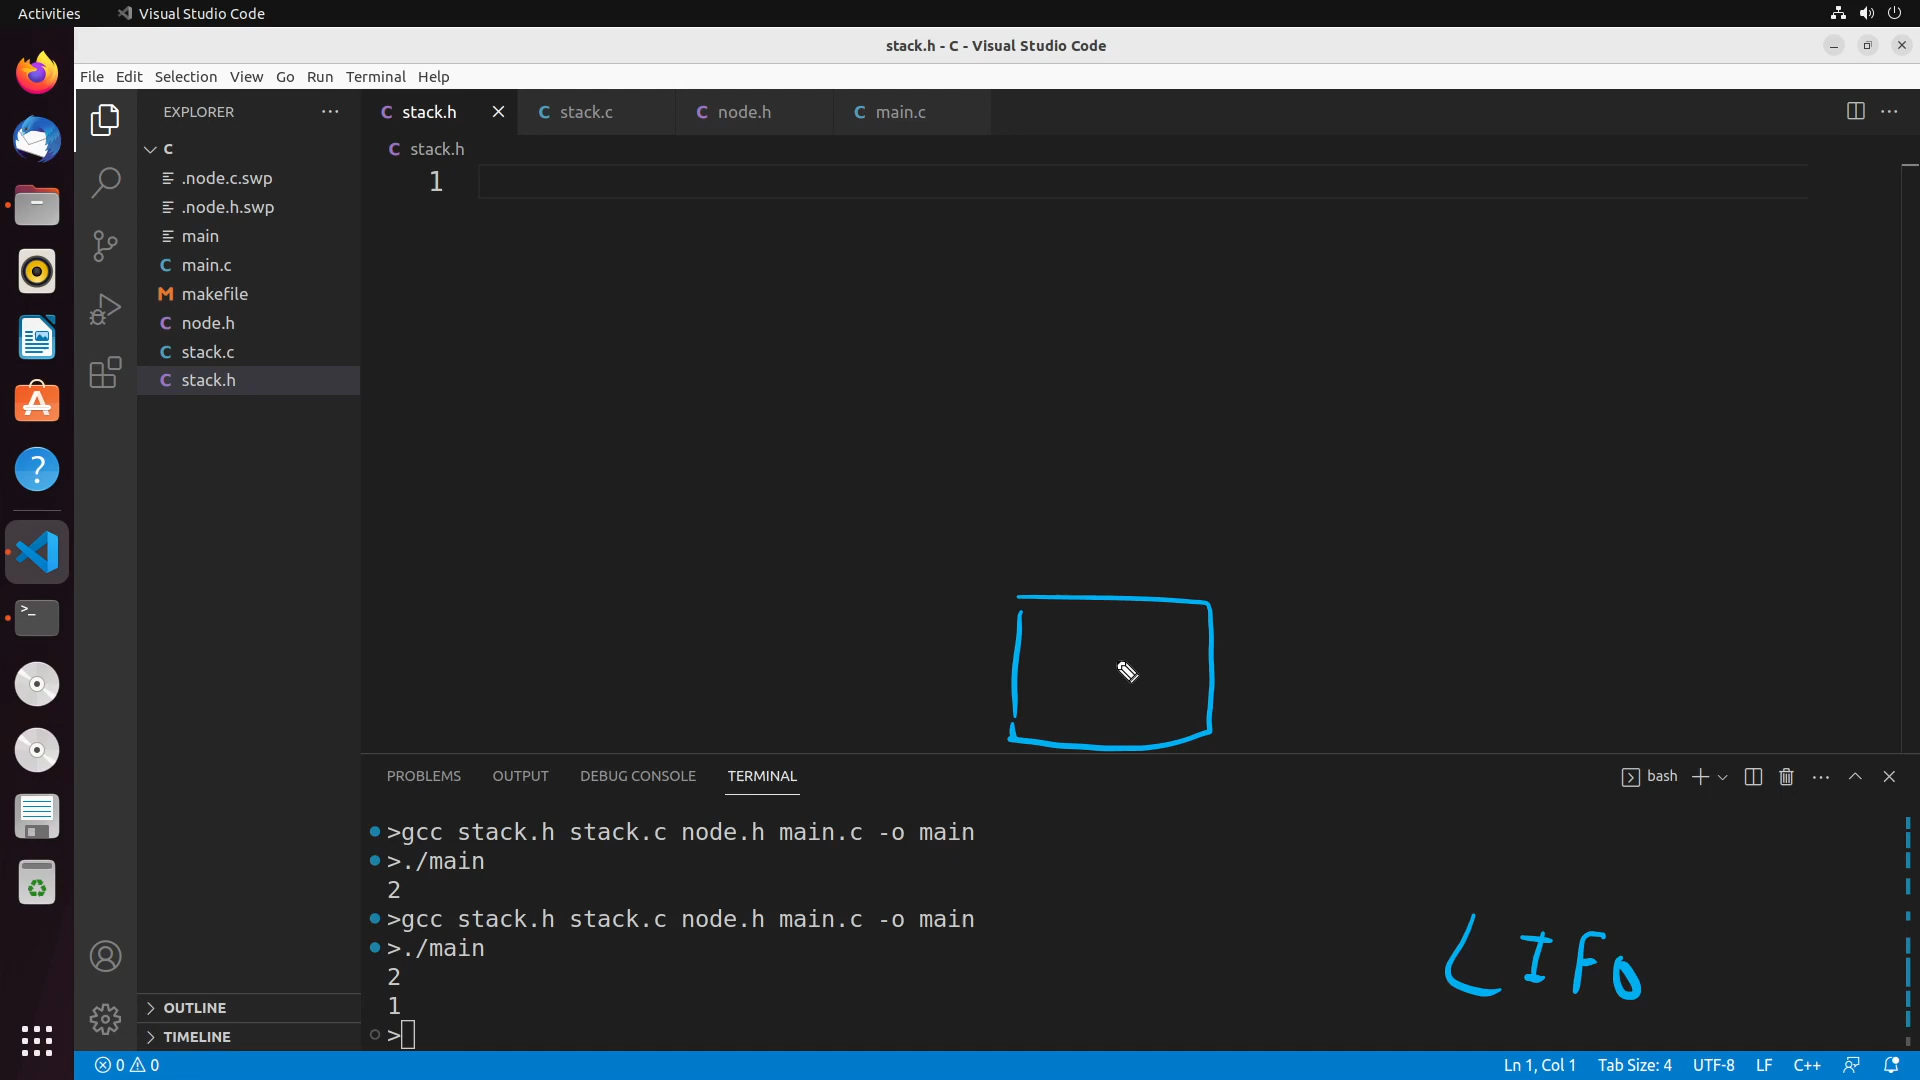 Activities Visual Studio Code
stack.h - C - Visual Studio Code
File Edit Selection View Go Run Terminal Help
EXPLORER
stack.h stack.c node.h main.c
C
stack.h
1
.node.c.swp
.node.h.swp
main
main.c
makefile
node.h
stack.c
stack.h
PROBLEMS OUTPUT DEBUG CONSOLE TERMINAL
bash
>gcc stack.h stack.c node.h main.c -o main
>./main
2
>gcc stack.h stack.c node.h main.c -o main
>./main
2
1
>
LIFO
OUTLINE
TIMELINE
0 0
Ln 1, Col 1 Tab Size: 4 UTF-8 LF C++